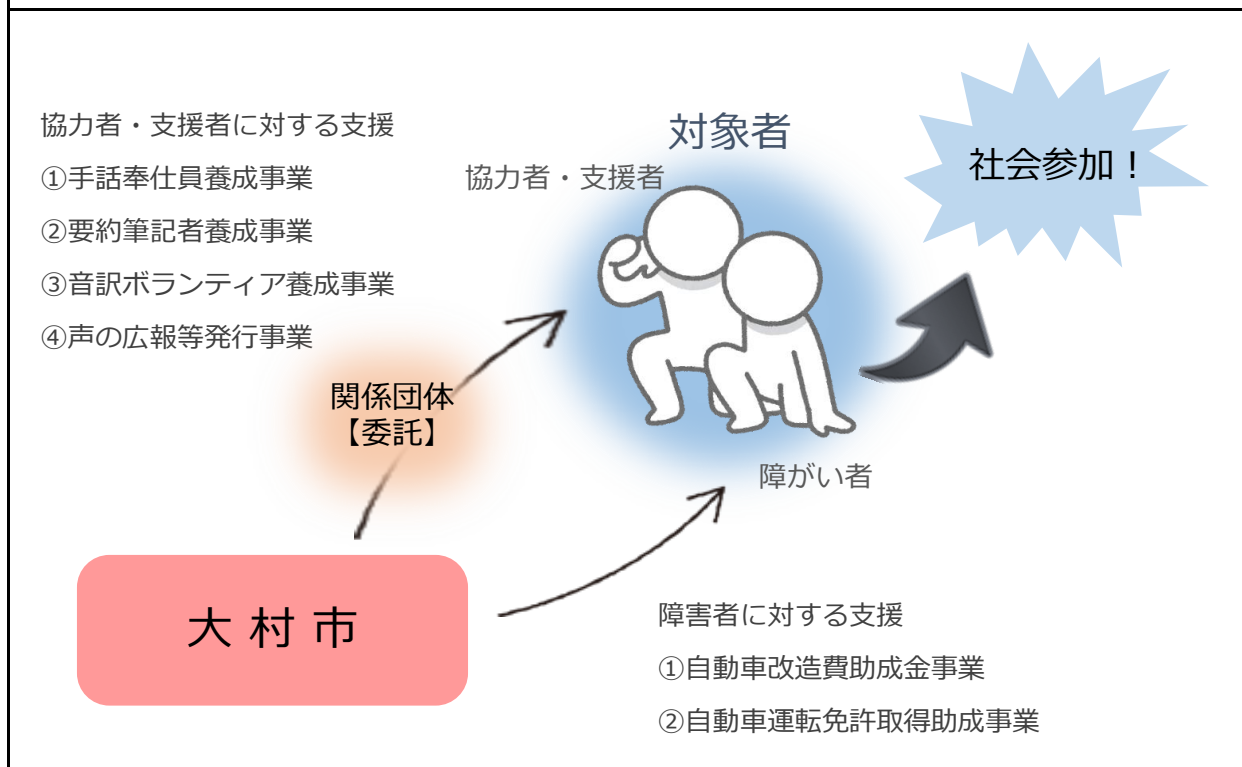 協力者・支援者に対する支援
①手話奉仕員養成事業
②要約筆記者養成事業
③音訳ボランティア養成事業
④声の広報等発行事業
対象者
協力者・支援者
社会参加！
関係団体
【委託】
障がい者
大村市
障害者に対する支援
①自動車改造費助成金事業
②自動車運転免許取得助成事業